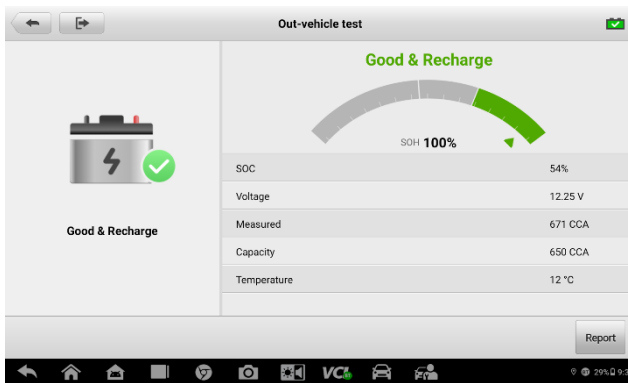 Out-vehicle test
Good & Recharge
SOH 100%
Good & Recharge
SOC 54%
Voltage 12.25 V
Measured 671 CCA
Capacity 650 CCA
Temperature 12 °C
Report
VCI 29%